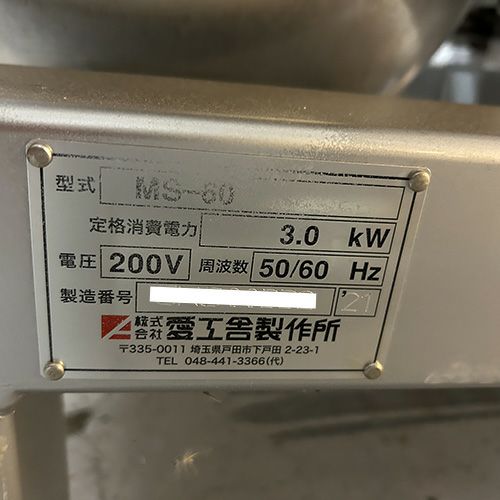 型式 MS-60
定格消費電力 3.0 kW
電圧 200V 周波数 50/60 Hz
製造番号 '21
株式会社 愛工舎製作所
〒335-0011 埼玉県戸田市下戸田 2-23-1
TEL 048-441-3366(代)